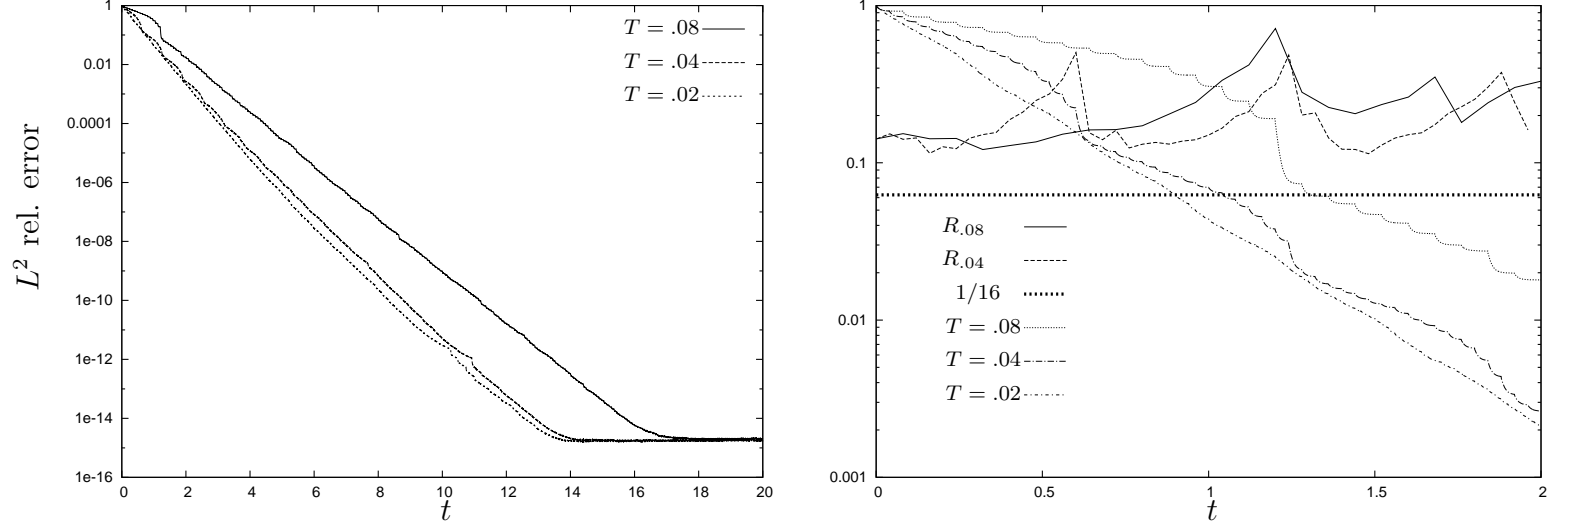 1
0.01
0.0001
1e-06
1e-08
1e-10
1e-12
1e-14
1e-16
0 2 4 6 8 10 12 14 16 18 20
L² rel. error
t
T = .08
T = .04
T = .02
1
0.1
0.01
0.001
0 0.5 1 1.5 2
t
R.08
R.04
1/16
T = .08
T = .04
T = .02